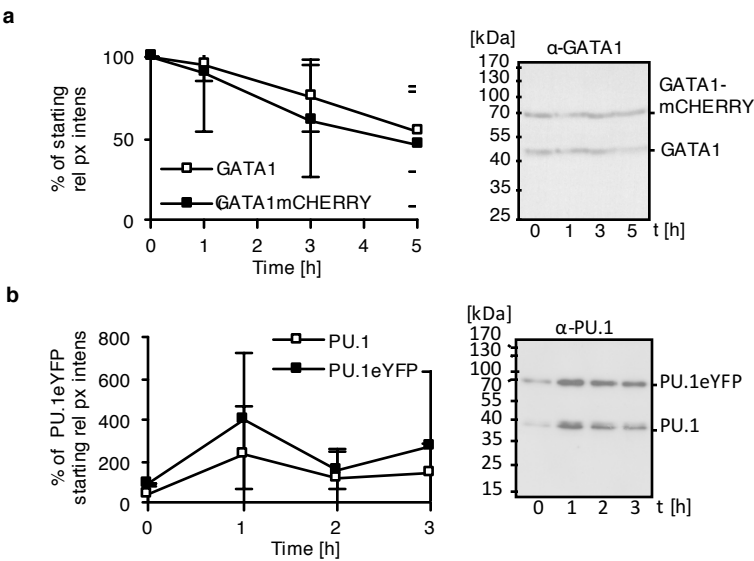 a
% of starting
rel px intens
100
50
0
GATA1
GATA1mCHERRY
0 1 2 3 4 5
Time [h]
[kDa]
α-GATA1
170
130
100
70
55
40
35
25
GATA1-
mCHERRY
GATA1
0 1 3 5 t [h]
b
% of PU.1eYFP
starting rel px intens
800
600
400
200
0
PU.1
PU.1eYFP
0 1 2 3
Time [h]
[kDa]
α-PU.1
170
130
100
70
55
40
35
25
15
PU.1eYFP
PU.1
0 1 2 3 t [h]